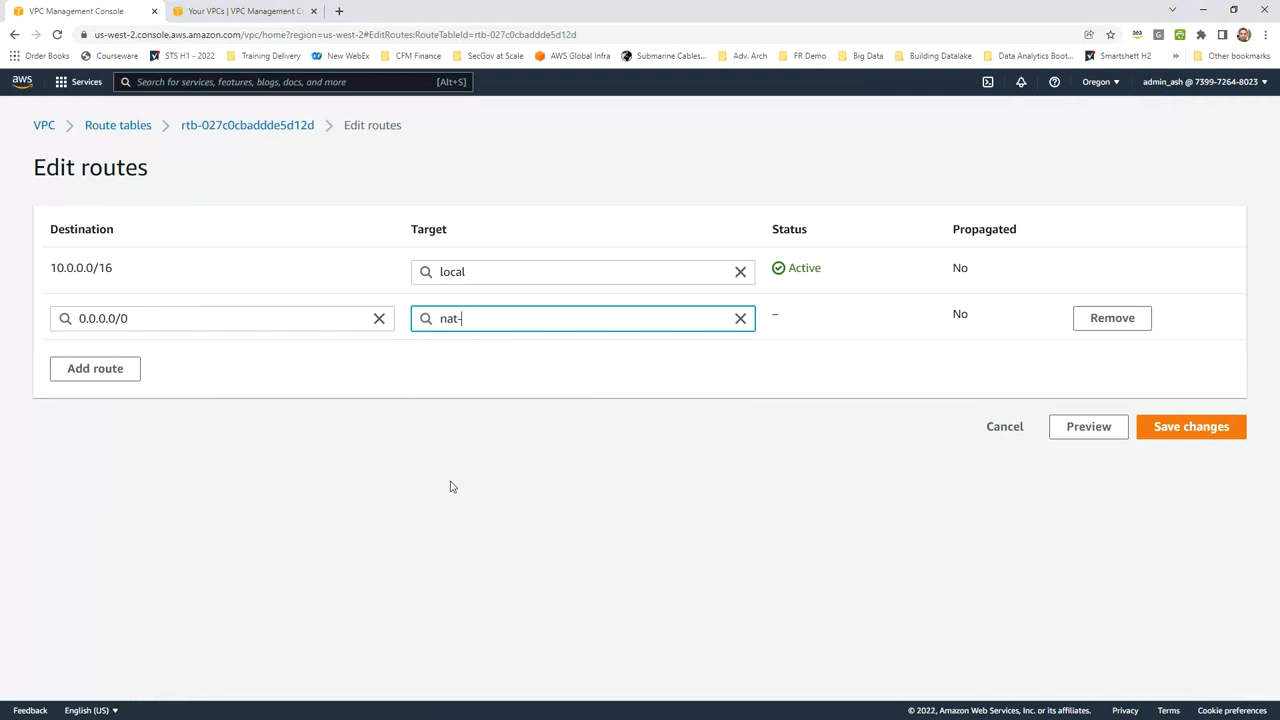 VPC Management Console
Your VPCs | VPC Management C
us-west-2.console.aws.amazon.com/vpc/home?region=us-west-2#EditRoutes:RouteTableId=rtb-027c0cbaddde5d12d
Order Books
Courseware
STS H1 - 2022
Training Delivery
New WebEx
CFM Finance
SecGov at Scale
AWS Global Infra
Submarine Cables...
Adv. Arch
FR Demo
Big Data
Building Datalake
Data Analytics Boot...
Smartshett H2
»
Other bookmarks
aws
Services
Search for services, features, blogs, docs, and more
[Alt+S]
Oregon
admin_ash @ 7399-7264-8023
VPC
Route tables
rtb-027c0cbaddde5d12d
Edit routes
Edit routes
Destination
Target
Status
Propagated
10.0.0.0/16
local
Active
No
0.0.0.0/0
nat-
–
No
Remove
Add route
Cancel
Preview
Save changes
Feedback
English (US)
© 2022, Amazon Web Services, Inc. or its affiliates.
Privacy
Terms
Cookie preferences